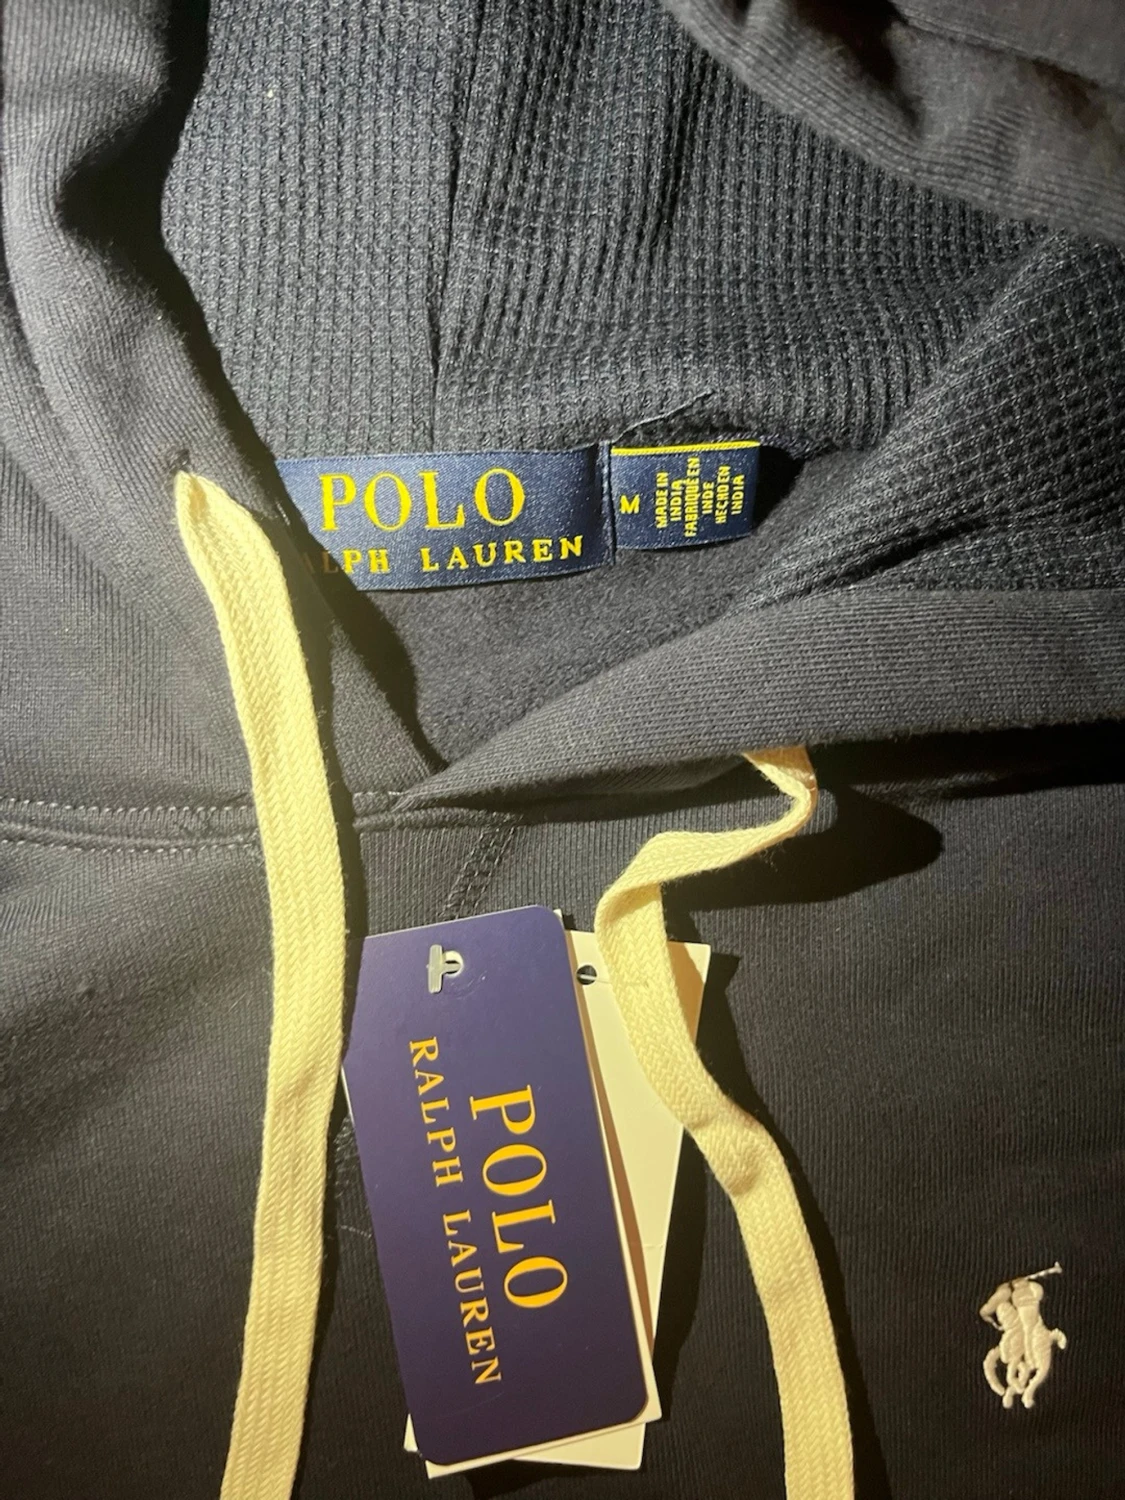 POLO
RALPH LAUREN
M
MADE IN
INDIA
FABRIQUÉ EN
INDE
HECHO EN
INDIA
POLO
RALPH LAUREN